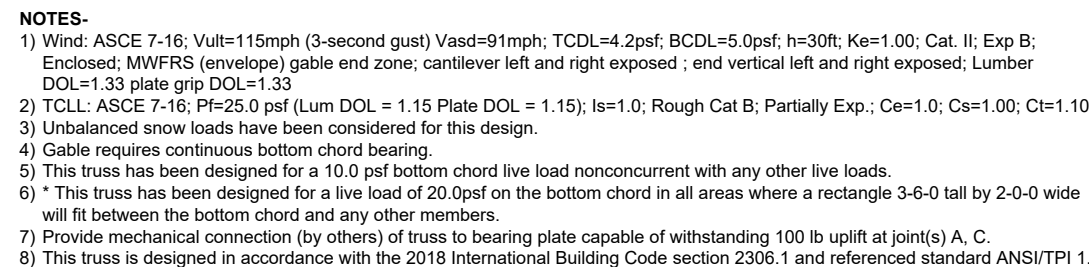 NOTES-
1) Wind: ASCE 7-16; Vult=115mph (3-second gust) Vasd=91mph; TCDL=4.2psf; BCDL=5.0psf; h=30ft; Ke=1.00; Cat. II; Exp B;
Enclosed; MWFRS (envelope) gable end zone; cantilever left and right exposed ; end vertical left and right exposed; Lumber
DOL=1.33 plate grip DOL=1.33
2) TCLL: ASCE 7-16; Pf=25.0 psf (Lum DOL = 1.15 Plate DOL = 1.15); Is=1.0; Rough Cat B; Partially Exp.; Ce=1.0; Cs=1.00; Ct=1.10
3) Unbalanced snow loads have been considered for this design.
4) Gable requires continuous bottom chord bearing.
5) This truss has been designed for a 10.0 psf bottom chord live load nonconcurrent with any other live loads.
6) * This truss has been designed for a live load of 20.0psf on the bottom chord in all areas where a rectangle 3-6-0 tall by 2-0-0 wide
will fit between the bottom chord and any other members.
7) Provide mechanical connection (by others) of truss to bearing plate capable of withstanding 100 lb uplift at joint(s) A, C.
8) This truss is designed in accordance with the 2018 International Building Code section 2306.1 and referenced standard ANSI/TPI 1.